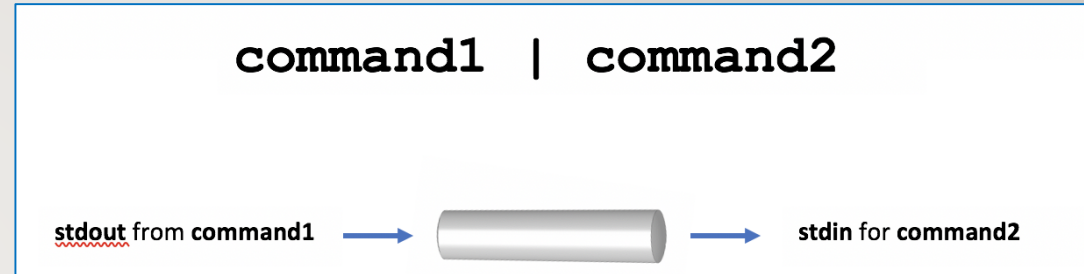 command1 | command2
stdout from command1
stdin for command2